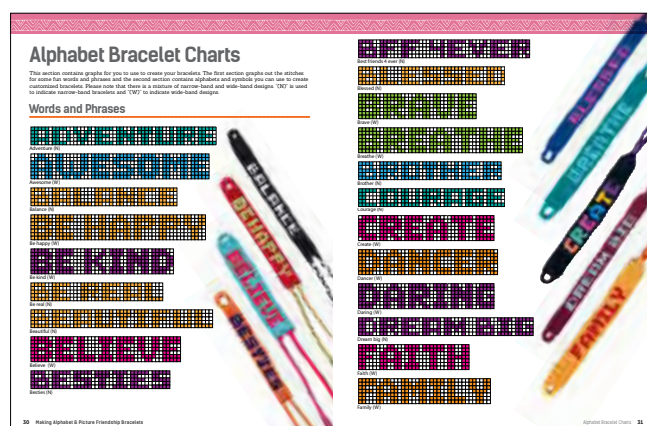 Alphabet Bracelet Charts
This section contains graphs for you to use to create your bracelets. The first section graphs out the stitches
for some fun words and phrases and the second section contains alphabets and symbols you can use to create
customized bracelets. Please note that there is a mixture of narrow-band and wide-band designs. "(N)" is used
to indicate narrow-band bracelets and "(W)" to indicate wide-band designs.
Words and Phrases
ADVENTURE
Adventure (N)
AWESOME
Awesome (W)
BALANCE
Balance (N)
BE HAPPY
Be happy (W)
BE KIND
Be kind (W)
BE REAL
Be real (N)
BEAUTIFUL
Beautiful (N)
BELIEVE
Believe (W)
BESTIES
Besties (N)
BALANCE
BEHAPPY
BELIEVE
BESTIES
30 Making Alphabet & Picture Friendship Bracelets
BFF4EVER
Best friends 4 ever (N)
BLESSED
Blessed (N)
BRAVE
Brave (W)
BREATHE
Breathe (W)
BROTHER
Brother (N)
COURAGE
Courage (N)
CREATE
Create (W)
DANCER
Dancer (W)
DARING
Daring (W)
DREAM BIG
Dream big (N)
FAITH
Faith (W)
FAMILY
Family (W)
BLESSED
BREATHE
CREATE
DREAM BIG
FAMILY
Alphabet Bracelet Charts 31